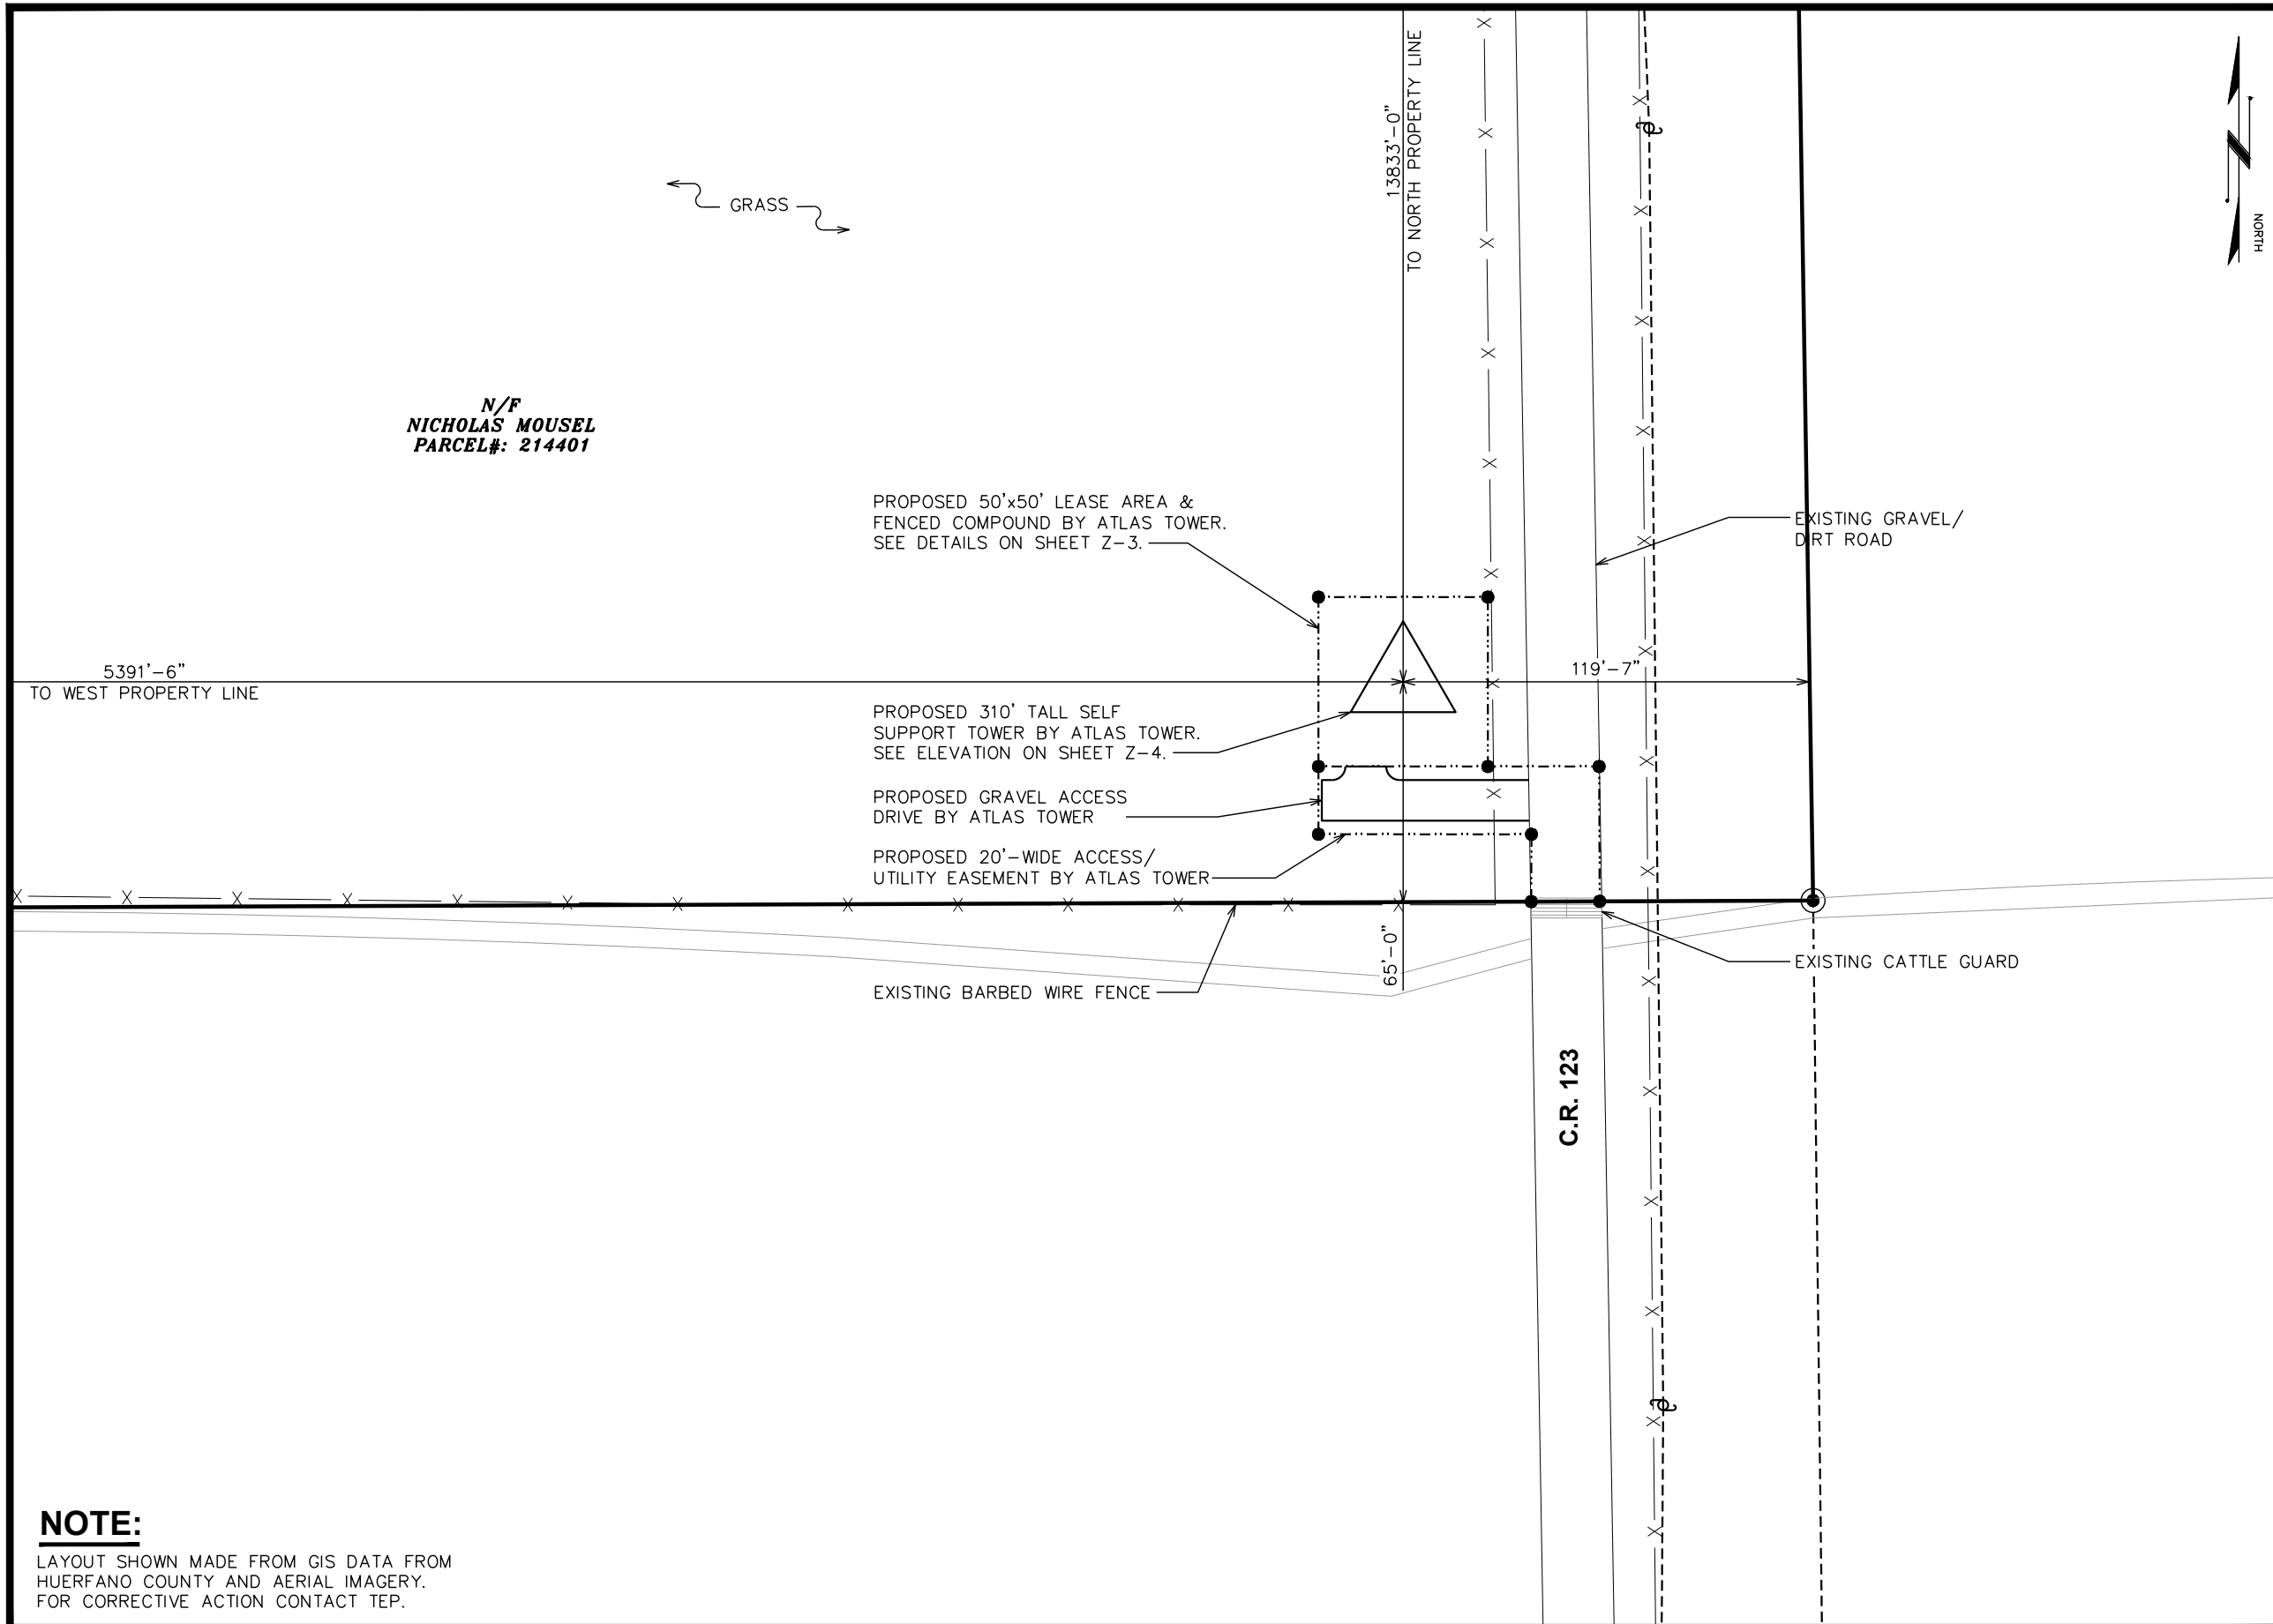 13833'-0"
TO NORTH PROPERTY LINE
NORTH
GRASS
N/F
NICHOLAS MOUSEL
PARCEL#: 214401
PROPOSED 50'x50' LEASE AREA &
FENCED COMPOUND BY ATLAS TOWER.
SEE DETAILS ON SHEET Z-3.
EXISTING GRAVEL/
DIRT ROAD
5391'-6"
TO WEST PROPERTY LINE
119'-7"
PROPOSED 310' TALL SELF
SUPPORT TOWER BY ATLAS TOWER.
SEE ELEVATION ON SHEET Z-4.
PROPOSED GRAVEL ACCESS
DRIVE BY ATLAS TOWER
PROPOSED 20'-WIDE ACCESS/
UTILITY EASEMENT BY ATLAS TOWER
65'-0"
EXISTING CATTLE GUARD
EXISTING BARBED WIRE FENCE
C.R. 123
NOTE:
LAYOUT SHOWN MADE FROM GIS DATA FROM
HUERFANO COUNTY AND AERIAL IMAGERY.
FOR CORRECTIVE ACTION CONTACT TEP.